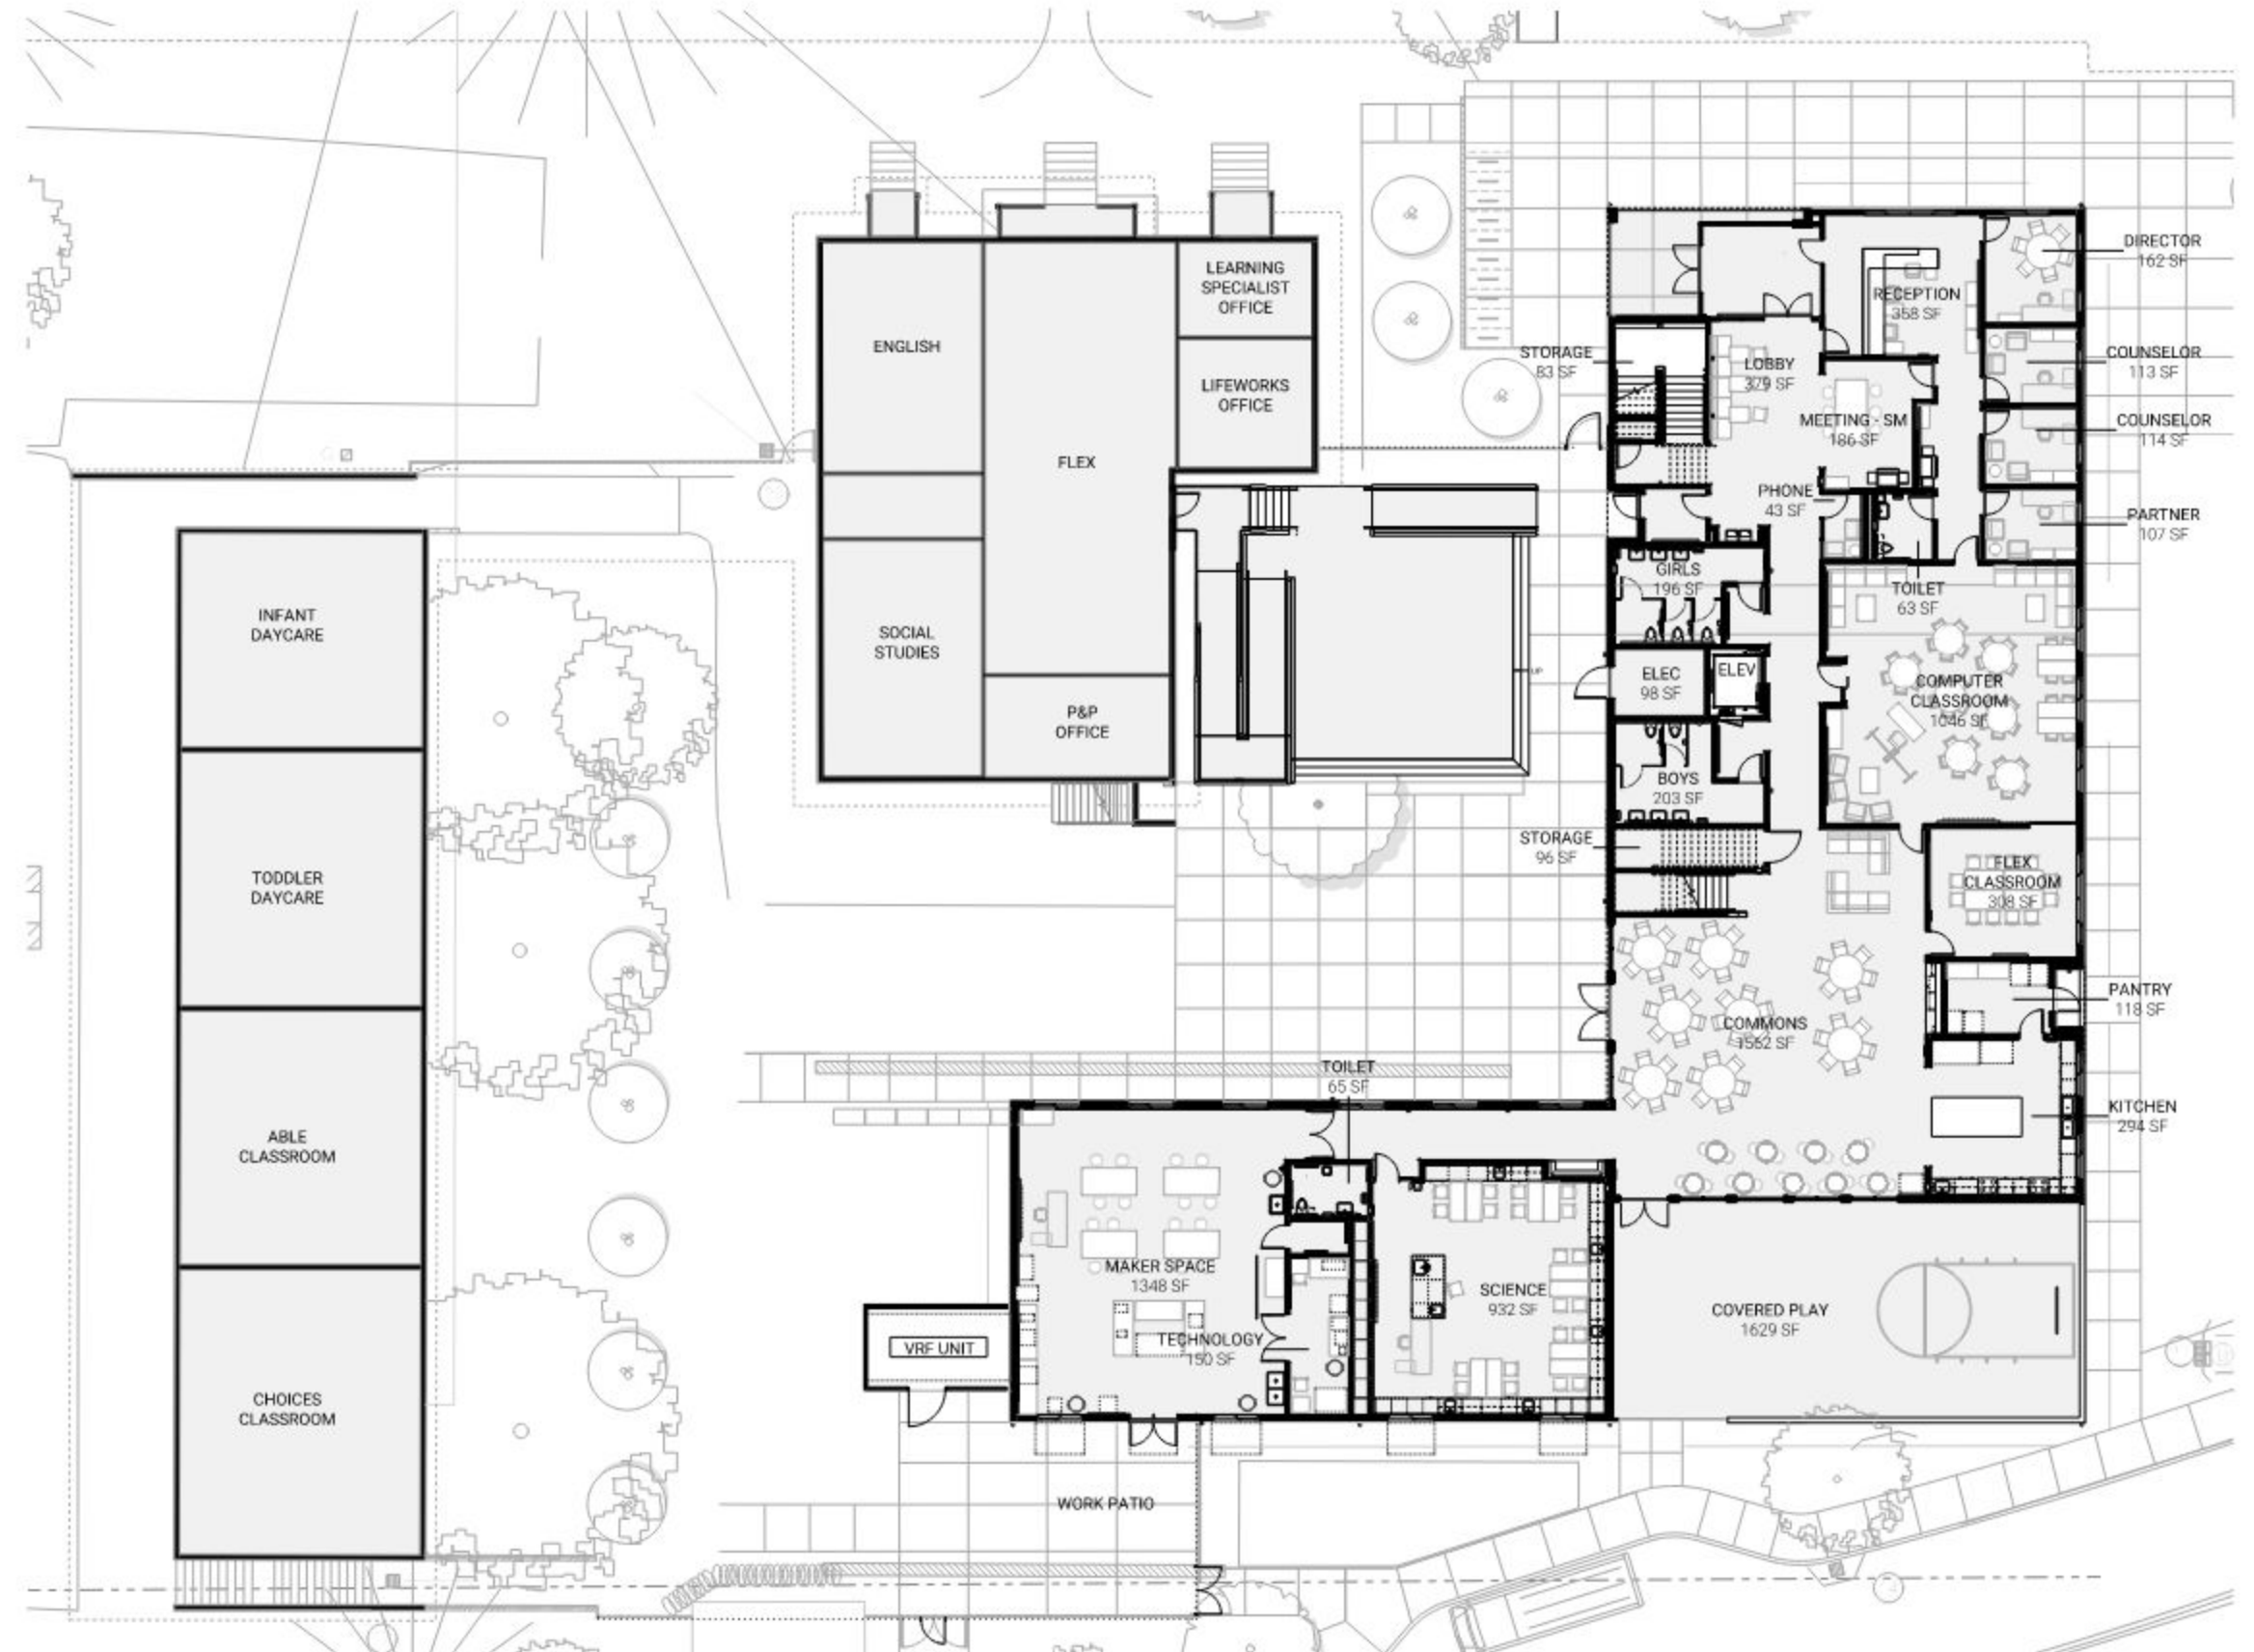 INFANT
DAYCARE
TODDLER
DAYCARE
ABLE
CLASSROOM
CHOICES
CLASSROOM
ENGLISH
SOCIAL
STUDIES
FLEX
P&P
OFFICE
LEARNING
SPECIALIST
OFFICE
LIFEWORKS
OFFICE
UP
DIRECTOR
162 SF
RECEPTION
358 SF
STORAGE
83 SF
LOBBY
379 SF
COUNSELOR
113 SF
MEETING - SM
186 SF
COUNSELOR
114 SF
PHONE
43 SF
PARTNER
107 SF
GIRLS
196 SF
TOILET
63 SF
ELEC
98 SF
ELEV
COMPUTER
CLASSROOM
1046 SF
BOYS
203 SF
STORAGE
96 SF
FLEX
CLASSROOM
308 SF
PANTRY
118 SF
COMMONS
1552 SF
TOILET
65 SF
KITCHEN
294 SF
MAKER SPACE
1348 SF
TECHNOLOGY
150 SF
SCIENCE
932 SF
COVERED PLAY
1629 SF
VRF UNIT
WORK PATIO